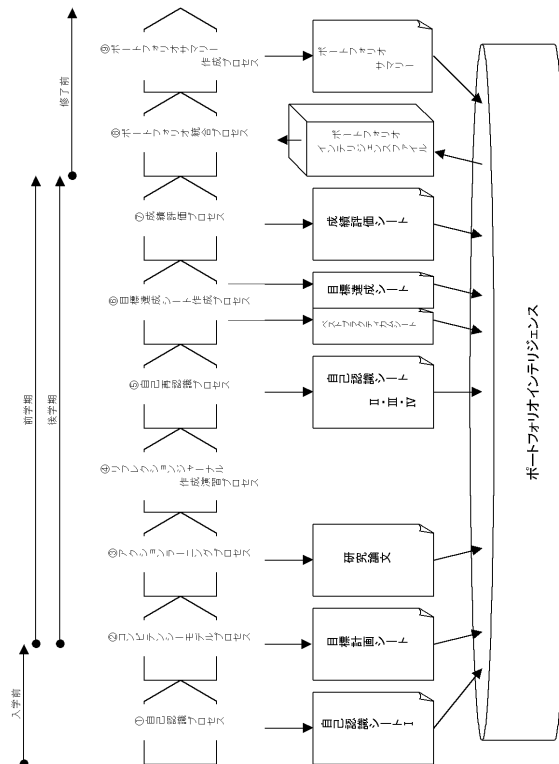 入学前
前学期
後学期
修了前
①自己認識プロセス
②コンピテンシーモデルプロセス
③アクションラーニングプロセス
④リフレクションジャーナル
作成演習プロセス
⑤自己再認識プロセス
⑥目標達成シート作成プロセス
⑦成績評価プロセス
⑧ポートフォリオ統合プロセス
⑨ポートフォリオサマリー
作成プロセス
自己認識シートⅠ
目標計画シート
研究論文
自己認識シート
Ⅱ・Ⅲ・Ⅳ
ベストプラクティカムシート
目標達成シート
成績評価シート
ポートフォリオ
インテリジェンスファイル
ポートフォリオ
サマリー
ポートフォリオインテリジェンス